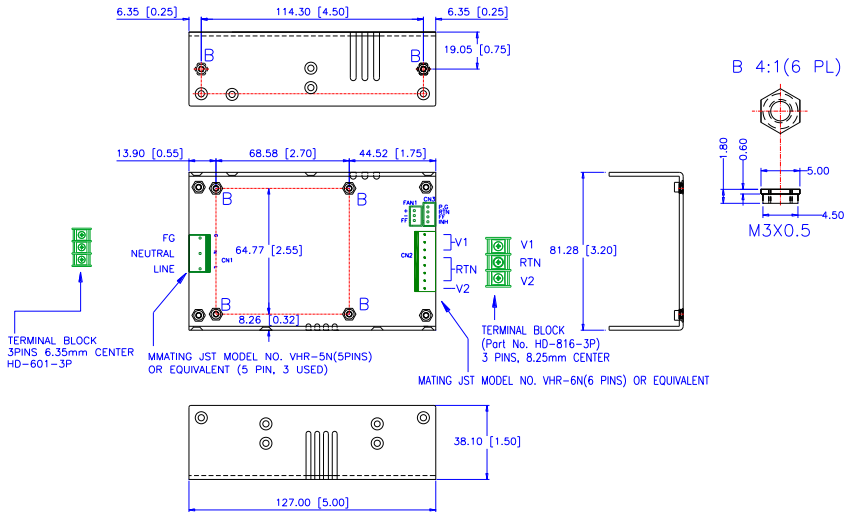 6.35 [0.25]
114.30 [4.50]
6.35 [0.25]
B
B
19.05 [0.75]
B 4:1(6 PL)
1.80
0.60
5.00
4.50
M3X0.5
13.90 [0.55]
68.58 [2.70]
44.52 [1.75]
B
B
FAN1
CN3
+
-
FF
P.G
RTN
INH
FG
NEUTRAL
LINE
CN1
64.77 [2.55]
CN2
V1
RTN
V2
V1
RTN
V2
81.28 [3.20]
B
B
8.26 [0.32]
TERMINAL BLOCK
3PINS 6.35mm CENTER
HD-601-3P
MMATING JST MODEL NO. VHR-5N(5PINS)
OR EQUIVALENT (5 PIN, 3 USED)
TERMINAL BLOCK
(Part No. HD-816-3P)
3 PINS, 8.25mm CENTER
MATING JST MODEL NO. VHR-6N(6 PINS) OR EQUIVALENT
38.10 [1.50]
127.00 [5.00]